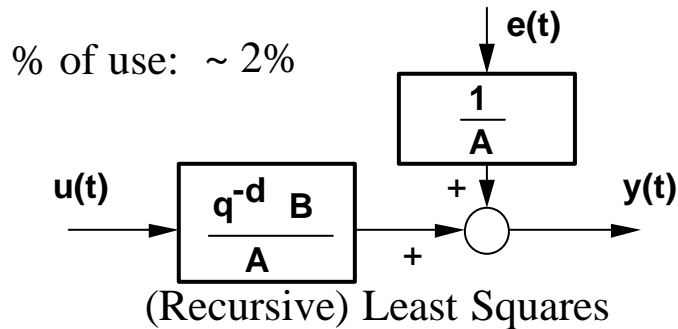 e(t)
% of use: ~ 2%
1
A
u(t)
+
y(t)
q-d B
A
+
(Recursive) Least Squares